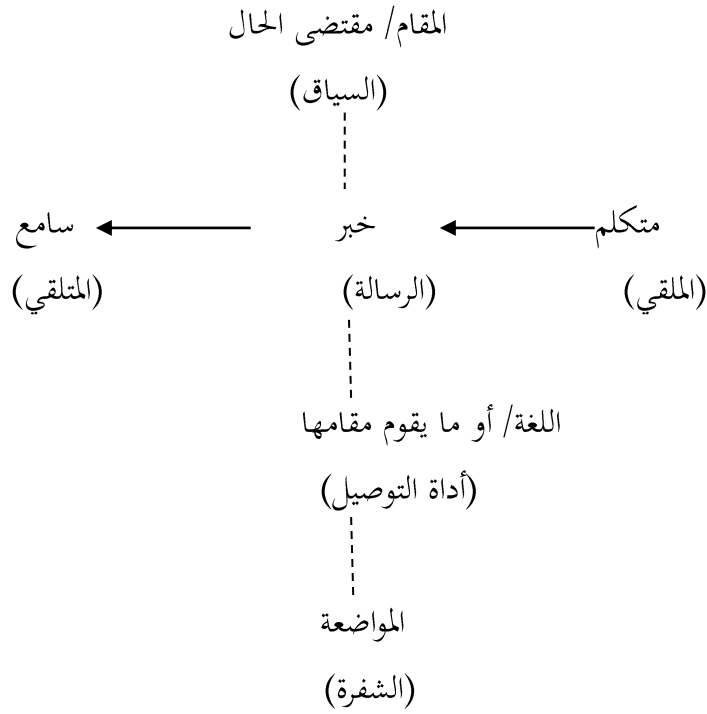 المقام/ مقتضى الحال
(السياق)
متكلم خبر سامع
(الملقي) (الرسالة) (المتلقي)
اللغة/ أو ما يقوم مقامها
(أداة التوصيل)
المواضعة
(الشفرة)